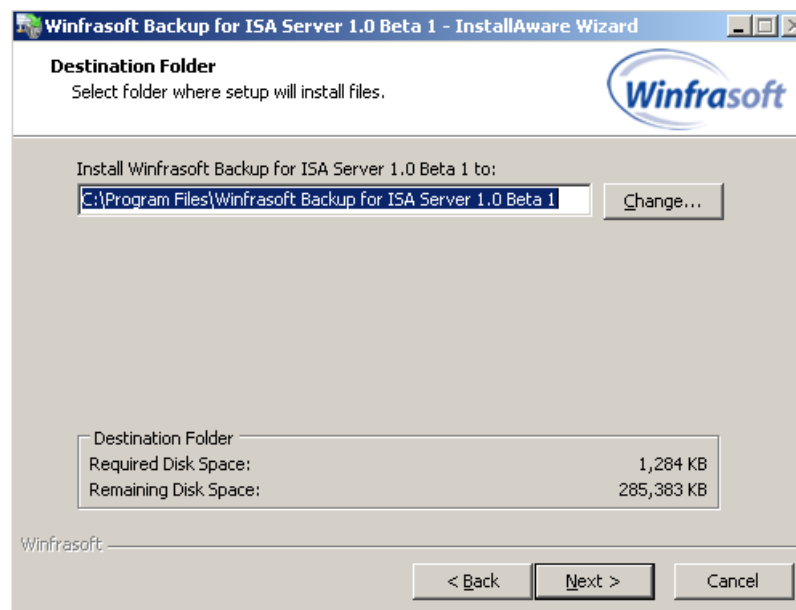 Winfrasoft Backup for ISA Server 1.0 Beta 1 - InstallAware Wizard
Destination Folder
Select folder where setup will install files.
Winfrasoft
Install Winfrasoft Backup for ISA Server 1.0 Beta 1 to:
C:\Program Files\Winfrasoft Backup for ISA Server 1.0 Beta 1
Change...
Destination Folder
Required Disk Space: 1,284 KB
Remaining Disk Space: 285,383 KB
Winfrasoft
< Back Next > Cancel